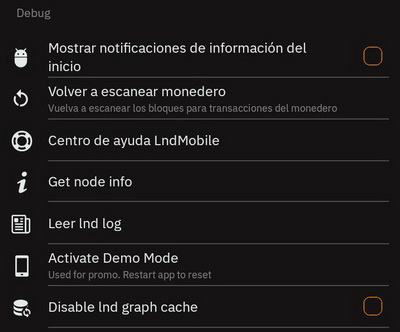 Debug
Mostrar notificaciones de información del
inicio
Volver a escanear monedero
Vuelva a escanear los bloques para transacciones del monedero
Centro de ayuda LndMobile
Get node info
Leer lnd log
Activate Demo Mode
Used for promo. Restart app to reset
Disable lnd graph cache